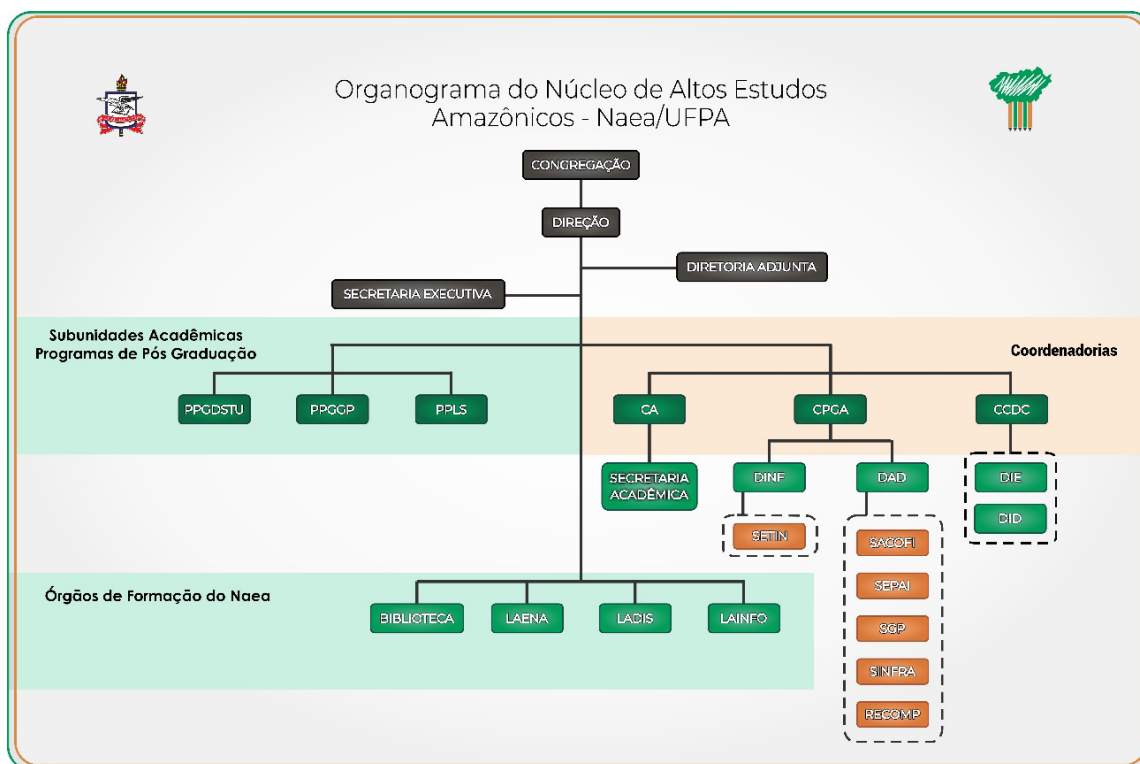 Organograma do Núcleo de Altos Estudos
Amazônicos - Naea/UFPA
CONGREGAÇÃO
DIREÇÃO
DIRETORIA ADJUNTA
SECRETARIA EXECUTIVA
Subunidades Acadêmicas
Programas de Pós Graduação
Coordenadorias
PPGDSTU
PPGGP
PPLS
CA
CPGA
CCDC
SECRETARIA
ACADÊMICA
DINF
DAD
DIE
DID
SETIN
SACOFI
SEPAI
SGP
SINFRA
RECOMP
Órgãos de Formação do Naea
BIBLIOTECA
LAENA
LADIS
LAINFO